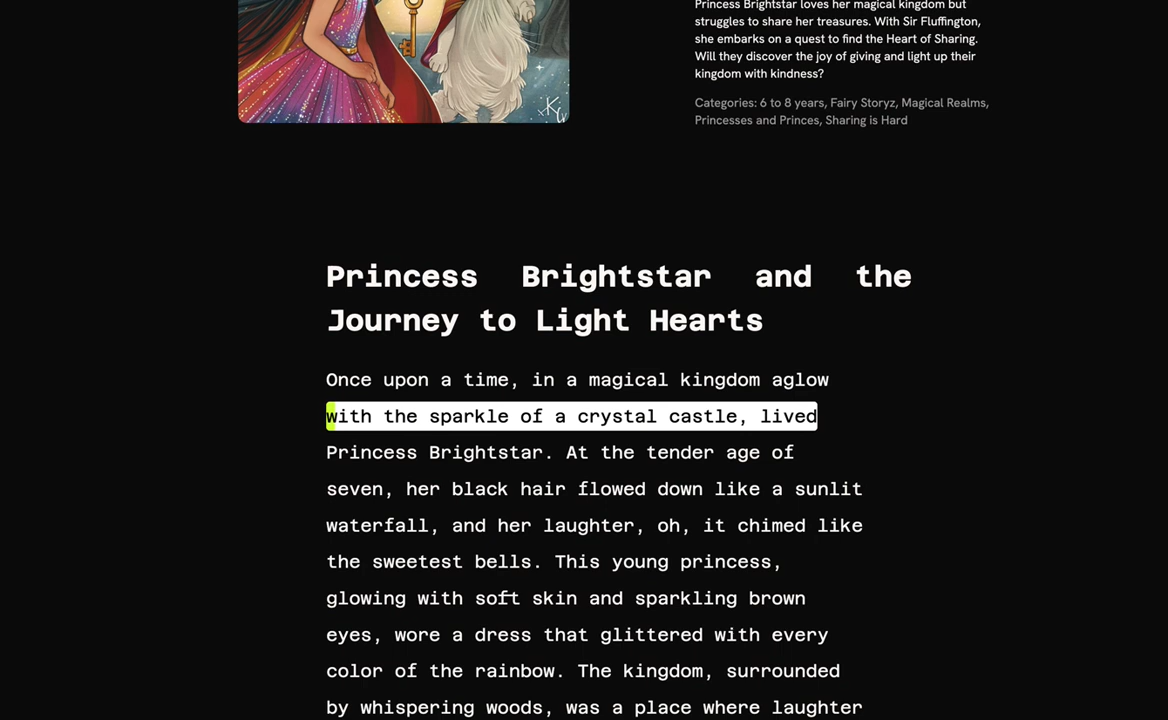 Princess Brightstar loves her magical kingdom but
struggles to share her treasures. With Sir Fluffington,
she embarks on a quest to find the Heart of Sharing.
Will they discover the joy of giving and light up their
kingdom with kindness?
Categories: 6 to 8 years, Fairy Storyz, Magical Realms,
Princesses and Princes, Sharing is Hard
Princess Brightstar and the
Journey to Light Hearts
Once upon a time, in a magical kingdom aglow
with the sparkle of a crystal castle, lived
Princess Brightstar. At the tender age of
seven, her black hair flowed down like a sunlit
waterfall, and her laughter, oh, it chimed like
the sweetest bells. This young princess,
glowing with soft skin and sparkling brown
eyes, wore a dress that glittered with every
color of the rainbow. The kingdom, surrounded
by whispering woods, was a place where laughter